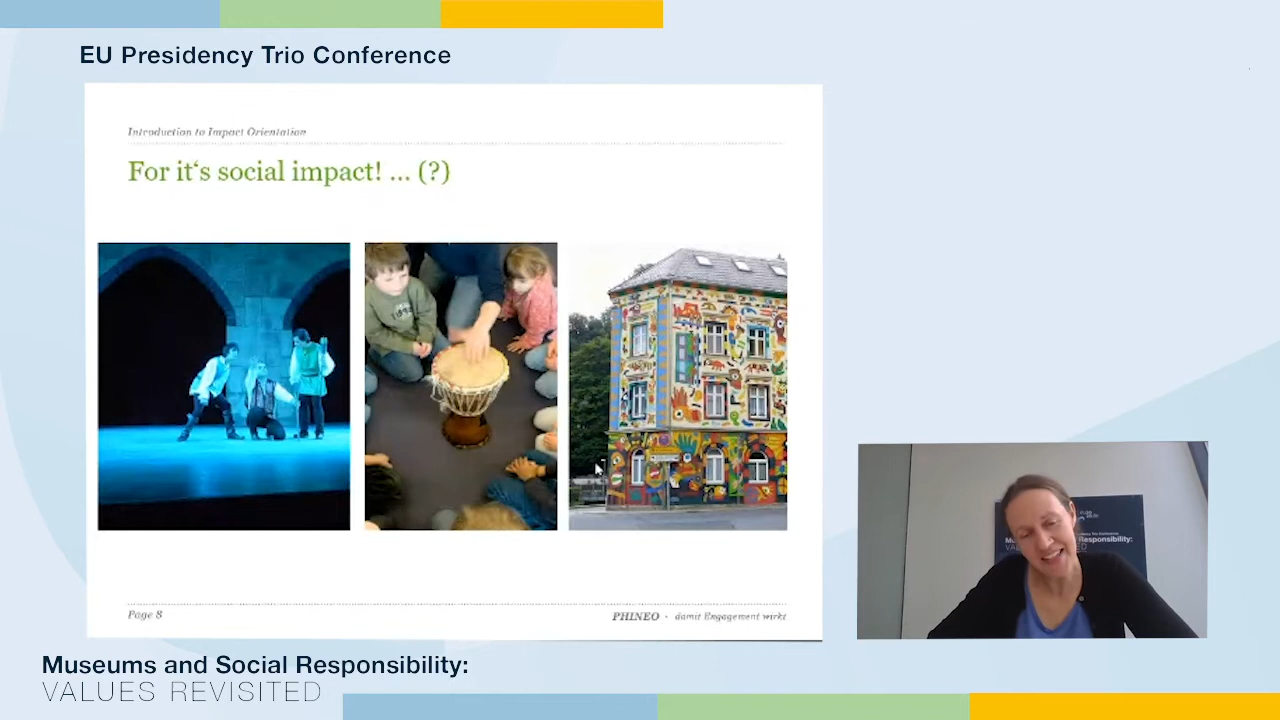 EU Presidency Trio Conference
Introduction to Impact Orientation
For it‘s social impact! ... (?)
Page 8
PHINEO · damit Engagement wirkt
Responsibility:
Museums and Social Responsibility:
VALUES REVISITED